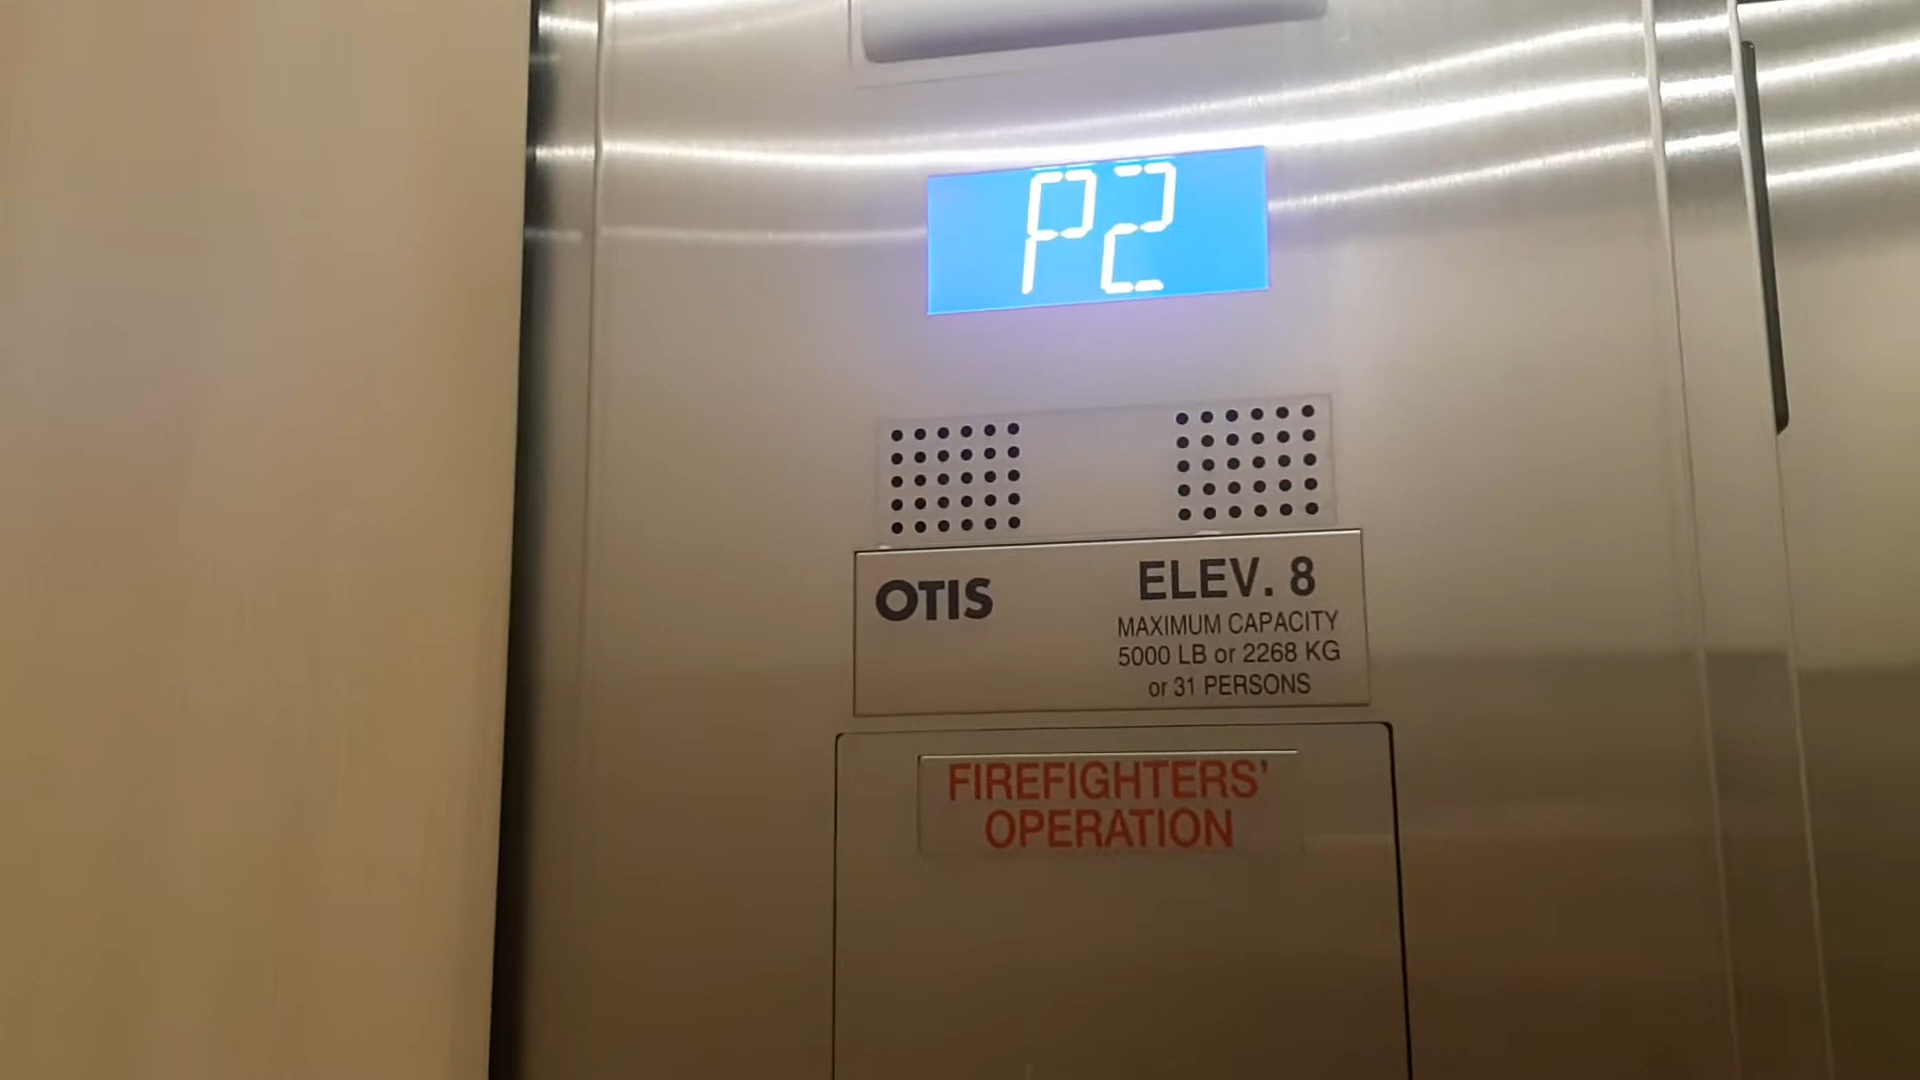 P2
OTIS
ELEV. 8
MAXIMUM CAPACITY
5000 LB or 2268 KG
or 31 PERSONS
FIREFIGHTERS'
OPERATION